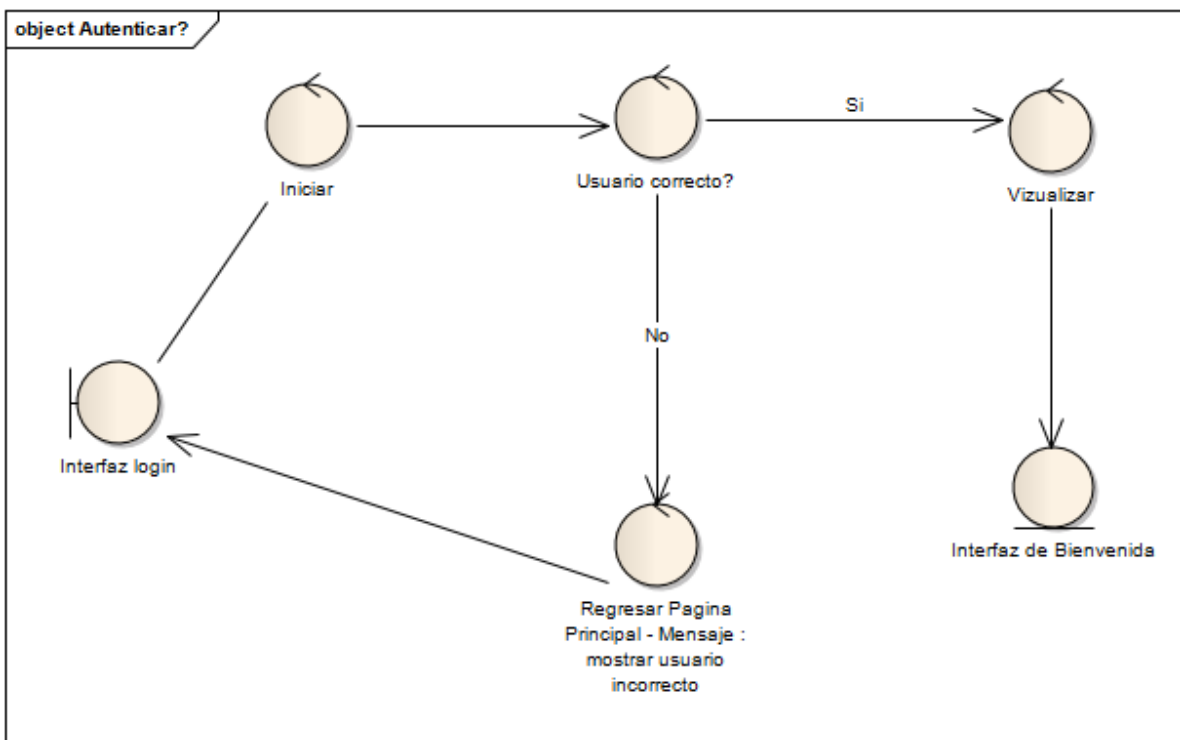 object Autenticar?
Iniciar
Usuario correcto?
Si
Vizualizar
No
Interfaz login
Interfaz de Bienvenida
Regresar Pagina
Principal - Mensaje :
mostrar usuario
incorrecto